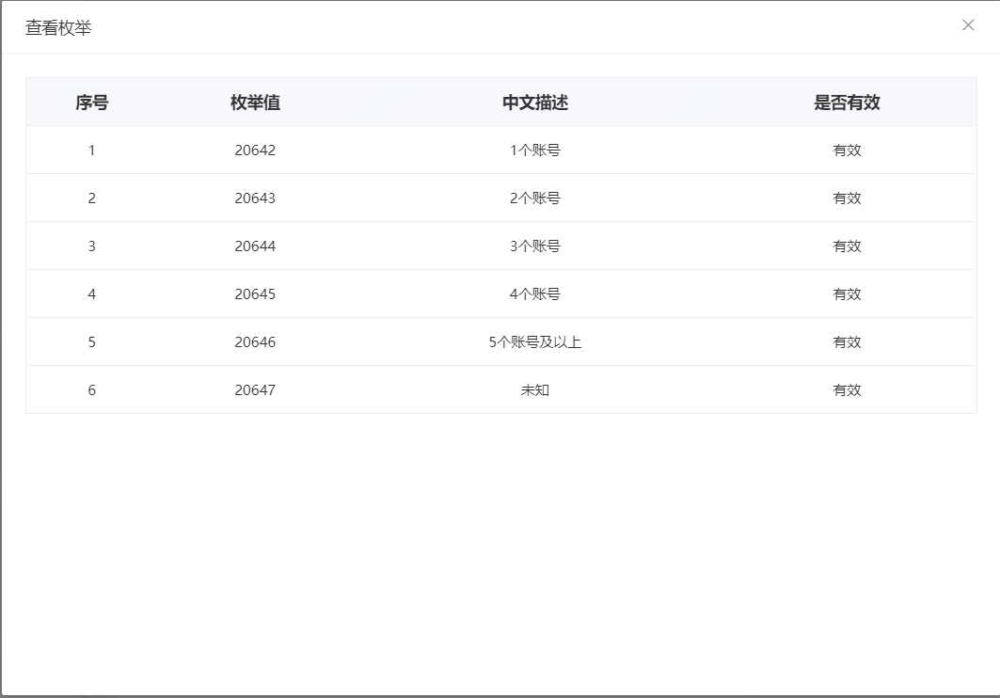 查看枚举
序号 枚举值 中文描述 是否有效
1 20642 1个账号 有效
2 20643 2个账号 有效
3 20644 3个账号 有效
4 20645 4个账号 有效
5 20646 5个账号及以上 有效
6 20647 未知 有效